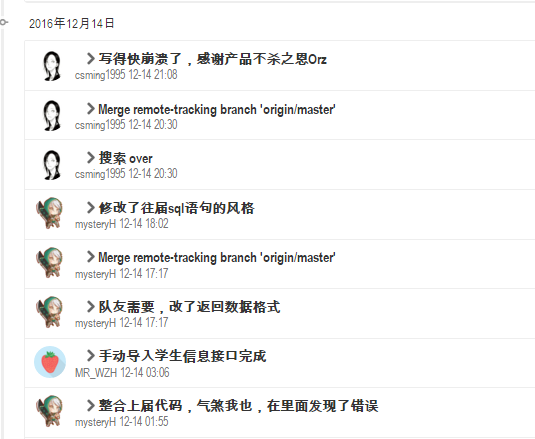 2016年12月14日
写得快崩溃了，感谢产品不杀之恩Orz
csming1995 12-14 21:08
Merge remote-tracking branch 'origin/master'
csming1995 12-14 20:30
搜索 over
csming1995 12-14 20:30
修改了往届sql语句的风格
mysteryH 12-14 18:02
Merge remote-tracking branch 'origin/master'
mysteryH 12-14 17:17
队友需要，改了返回数据格式
mysteryH 12-14 17:17
手动导入学生信息接口完成
MR_WZH 12-14 03:06
整合上届代码，气煞我也，在里面发现了错误
mysteryH 12-14 01:55